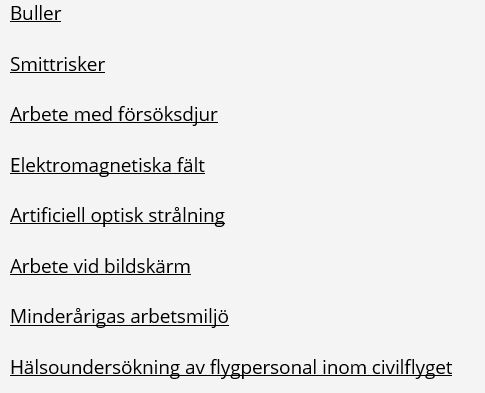 Buller
Smittrisker
Arbete med försöksdjur
Elektromagnetiska fält
Artificiell optisk strålning
Arbete vid bildskärm
Minderårigas arbetsmiljö
Hälsoundersökning av flygpersonal inom civilflyget